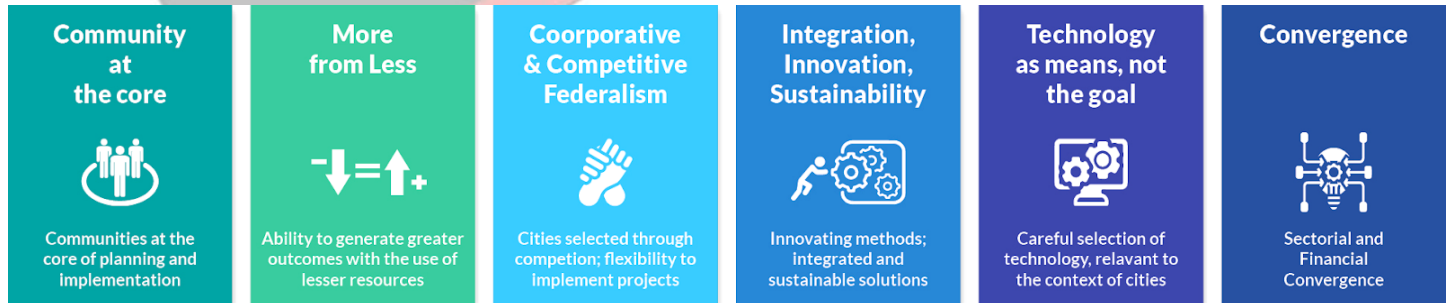 Community
at
the core
Communities at the
core of planning and
implementation
More
from Less
Ability to generate greater
outcomes with the use of
lesser resources
Coorporative
& Competitive
Federalism
Cities selected through
competion; flexibility to
implement projects
Integration,
Innovation,
Sustainability
Innovating methods;
integrated and
sustainable solutions
Technology
as means, not
the goal
Careful selection of
technology, relavant to
the context of cities
Convergence
Sectorial and
Financial
Convergence